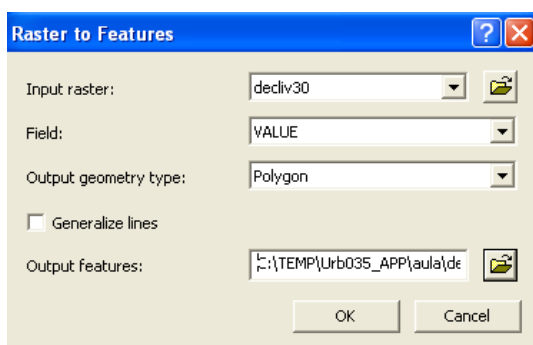 Raster to Features
Input raster: decliv30
Field: VALUE
Output geometry type: Polygon
Generalize lines
Output features: C:\TEMP\Urb035_APP\aula\de
OK Cancel